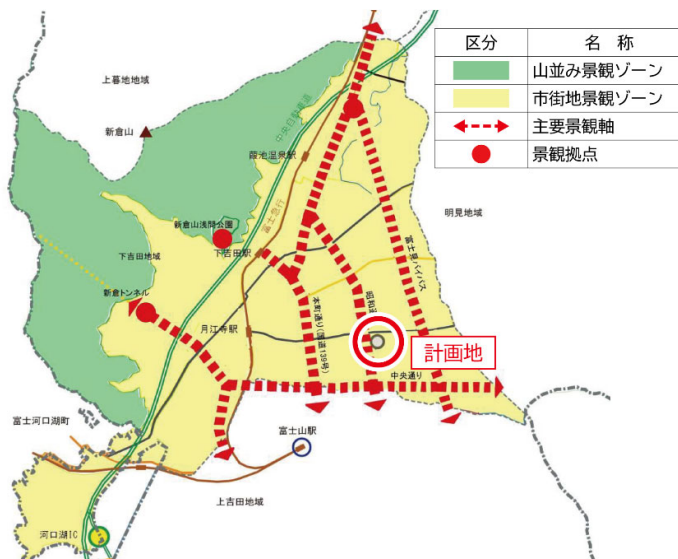 区分 名 称
山並み景観ゾーン
市街地景観ゾーン
主要景観軸
景観拠点
上暮地地域
新倉山
中央自動車道
葭池温泉駅
富士急行
新倉山浅間公園
下吉田駅
明見地域
下吉田地域
富士見バイパス
新倉トンネル
月江寺駅
本町通り(国道139号)
昭和通
計画地
中央通り
富士河口湖町
富士山駅
上吉田地域
河口湖IC